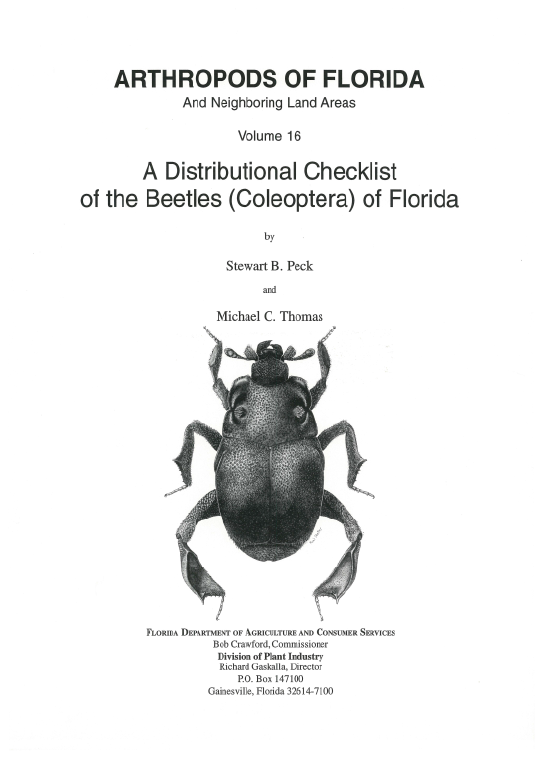 ARTHROPODS OF FLORIDA
And Neighboring Land Areas
Volume 16
A Distributional Checklist
of the Beetles (Coleoptera) of Florida
by
Stewart B. Peck
and
Michael C. Thomas
FLORIDA DEPARTMENT OF AGRICULTURE AND CONSUMER SERVICES
Bob Crawford, Commissioner
Division of Plant Industry
Richard Gaskalla, Director
P.O. Box 147100
Gainesville, Florida 32614-7100